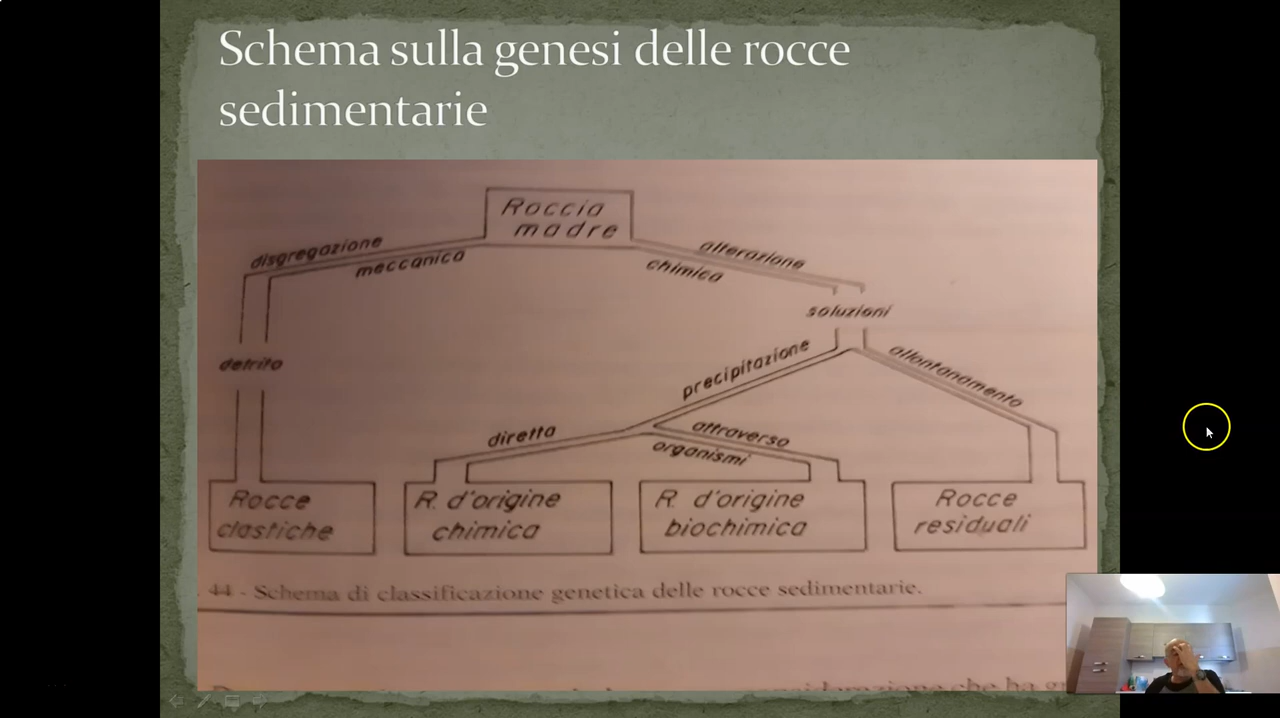 Schema sulla genesi delle rocce
sedimentarie
Roccia
madre
disgregazione
meccanica
alterazione
chimica
soluzioni
detrito
precipitazione
allontanamento
diretta
attraverso
organismi
Rocce
clastiche
R. d'origine
chimica
R. d'origine
biochimica
Rocce
residuali
44 - Schema di classificazione genetica delle rocce sedimentarie.